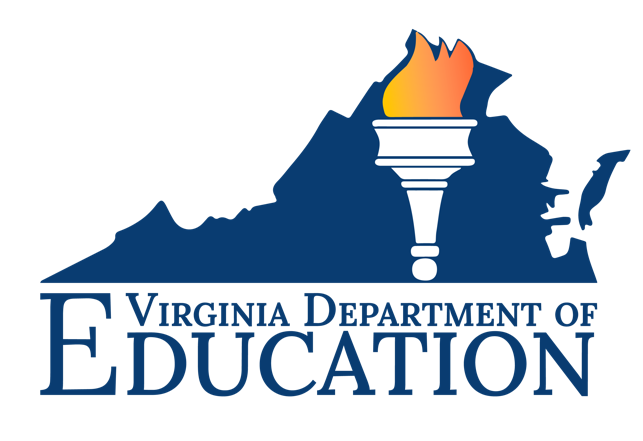 VIRGINIA DEPARTMENT OF
EDUCATION